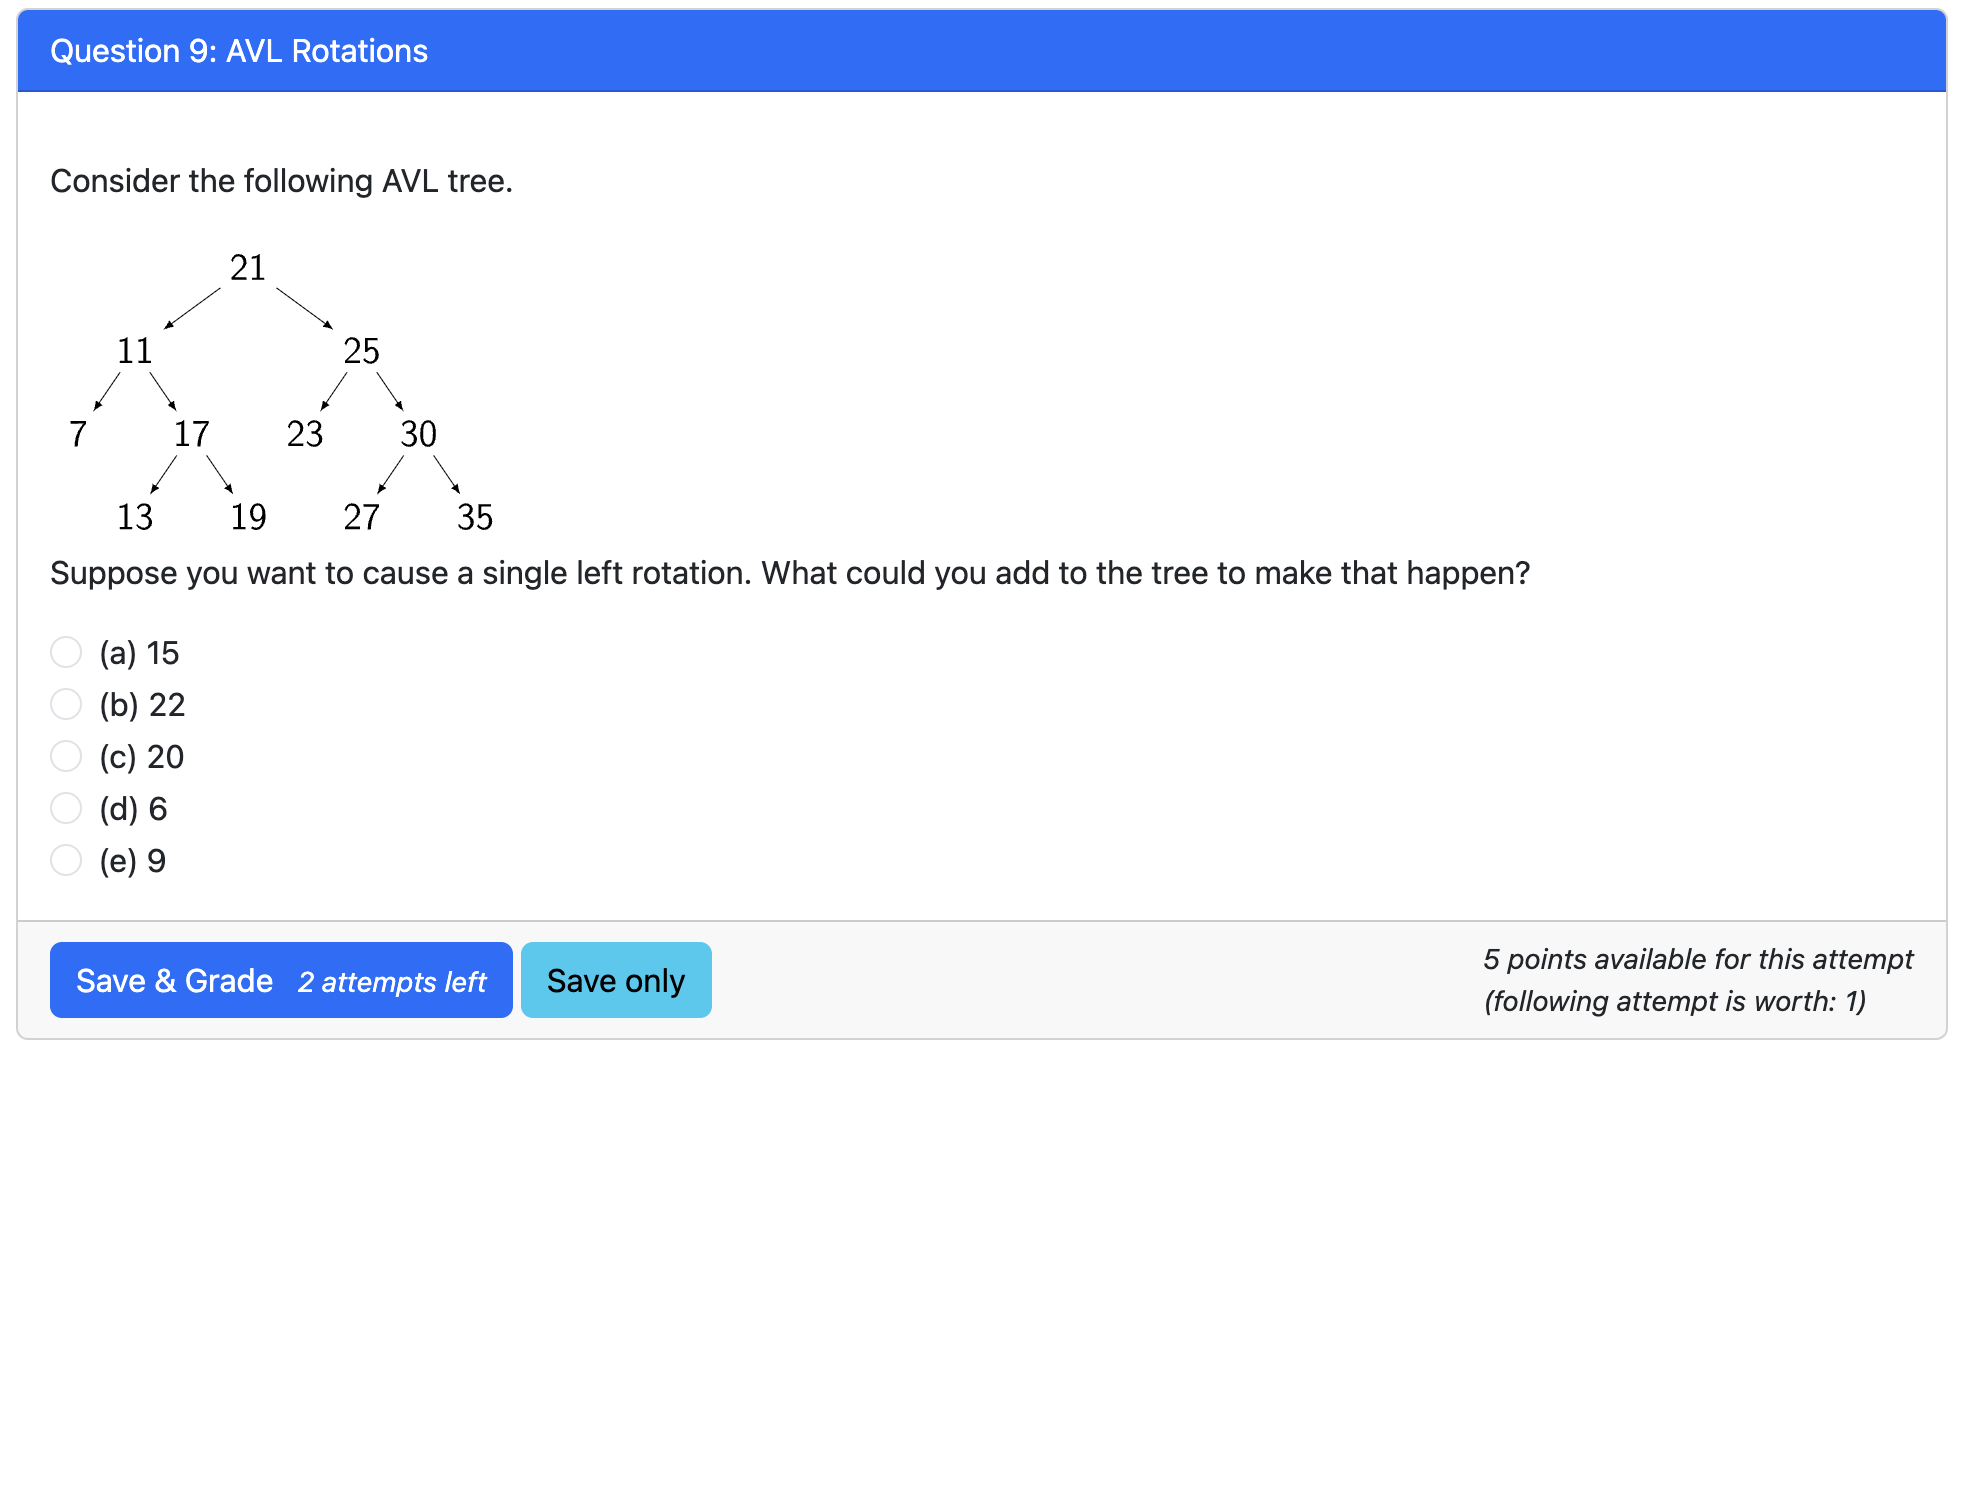 Question 9: AVL Rotations
Consider the following AVL tree.
21
11 25
7 17 23 30
13 19 27 35
Suppose you want to cause a single left rotation. What could you add to the tree to make that happen?
(a) 15
(b) 22
(c) 20
(d) 6
(e) 9
Save & Grade 2 attempts left Save only
5 points available for this attempt
(following attempt is worth: 1)